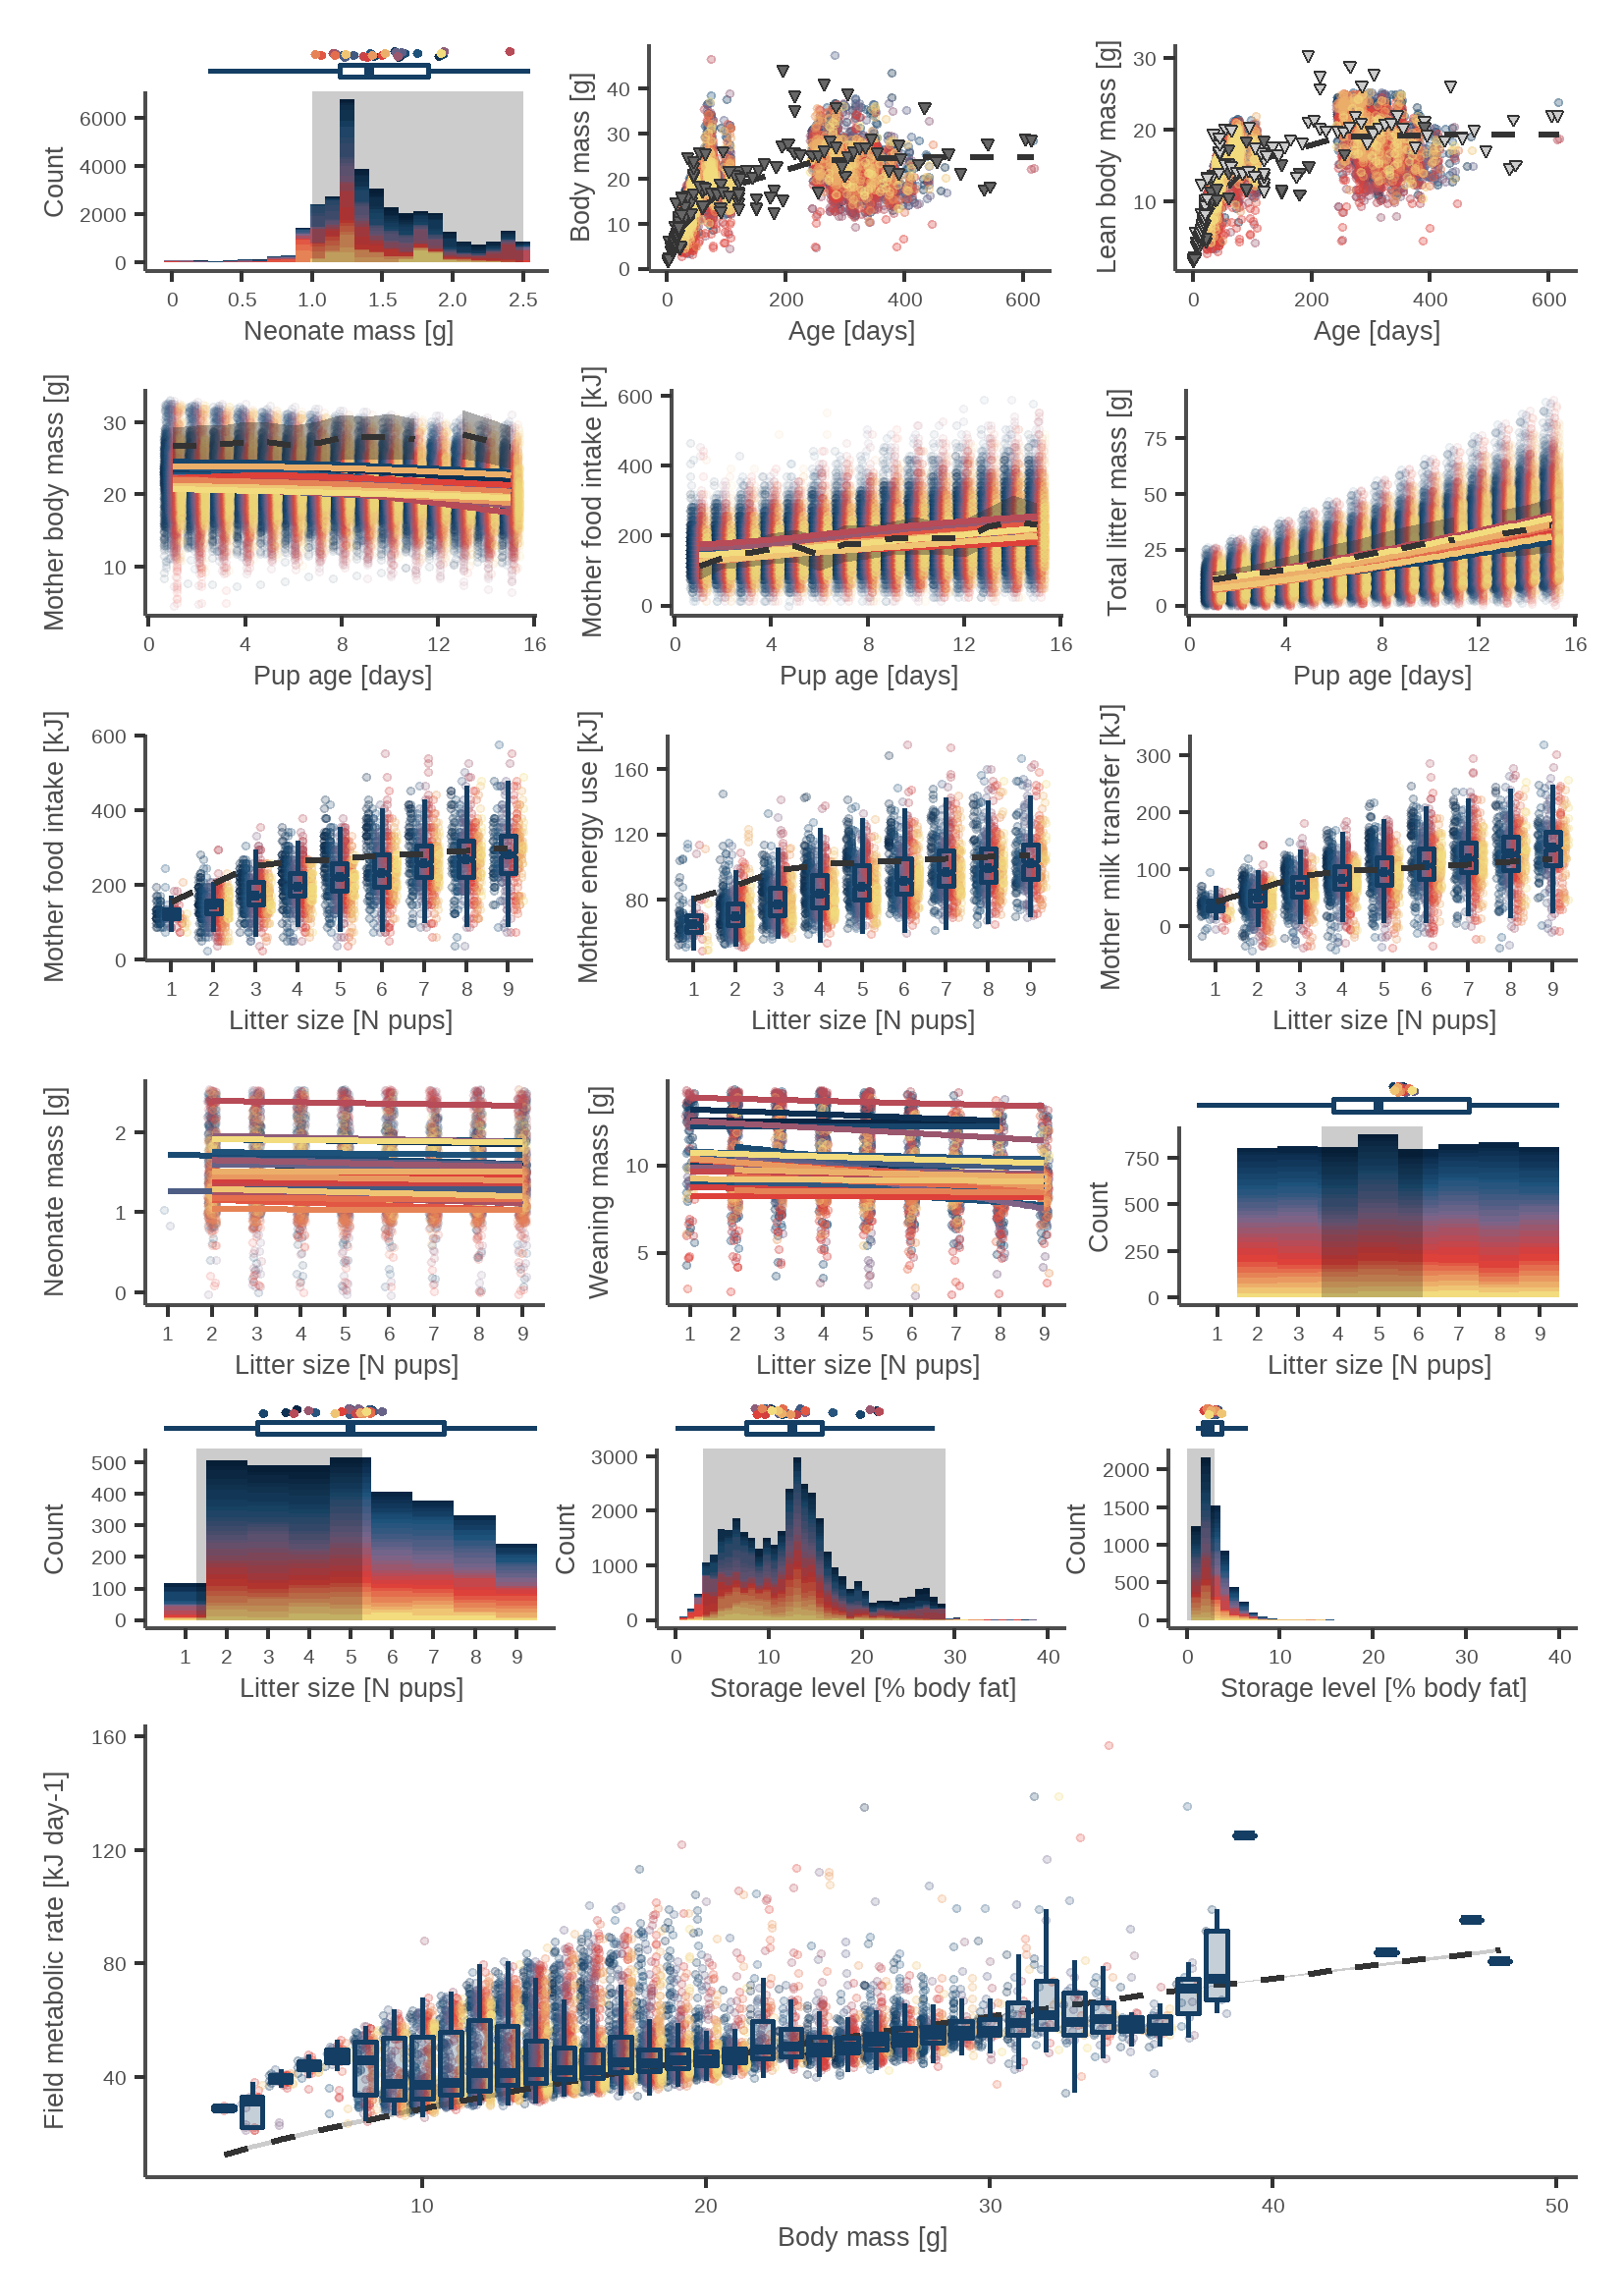 Count
6000
4000
2000
0
0 0.5 1.0 1.5 2.0 2.5
Neonate mass [g]
Body mass [g]
40
30
20
10
0
0 200 400 600
Age [days]
Lean body mass [g]
30
20
10
0 200 400 600
Age [days]
Mother body mass [g]
30
20
10
0 4 8 12 16
Pup age [days]
Mother food intake [kJ]
600
400
200
0
0 4 8 12 16
Pup age [days]
Total litter mass [g]
75
50
25
0
0 4 8 12 16
Pup age [days]
Mother food intake [kJ]
600
400
200
0
1 2 3 4 5 6 7 8 9
Litter size [N pups]
Mother energy use [kJ]
160
120
80
1 2 3 4 5 6 7 8 9
Litter size [N pups]
Mother milk transfer [kJ]
300
200
100
0
1 2 3 4 5 6 7 8 9
Litter size [N pups]
Neonate mass [g]
2
1
0
1 2 3 4 5 6 7 8 9
Litter size [N pups]
Weaning mass [g]
10
5
1 2 3 4 5 6 7 8 9
Litter size [N pups]
Count
750
500
250
0
1 2 3 4 5 6 7 8 9
Litter size [N pups]
Count
500
400
300
200
100
0
1 2 3 4 5 6 7 8 9
Litter size [N pups]
Count
3000
2000
1000
0
0 10 20 30 40
Storage level [% body fat]
Count
2000
1500
1000
500
0
0 10 20 30 40
Storage level [% body fat]
Field metabolic rate [kJ day-1]
160
120
80
40
10 20 30 40 50
Body mass [g]